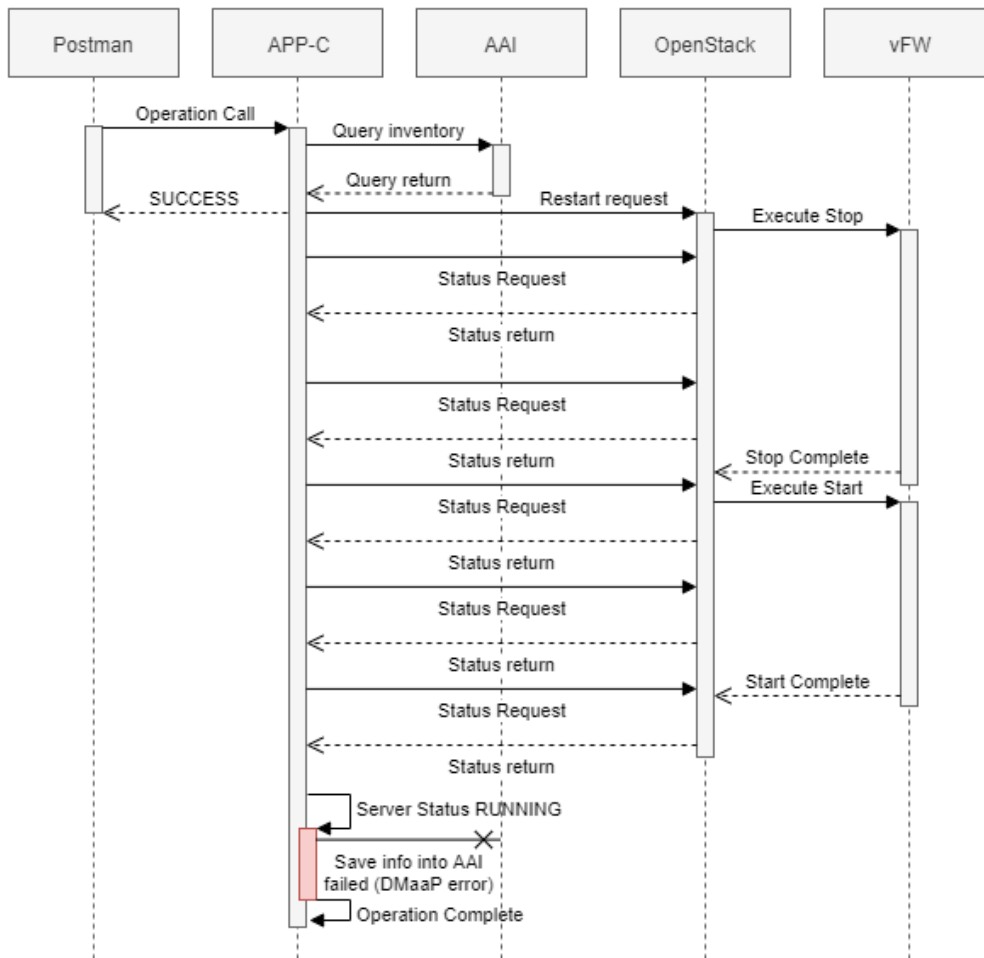 Postman
APP-C
AAI
OpenStack
vFW
Operation Call
Query inventory
Query return
SUCCESS
Restart request
Execute Stop
Status Request
Status return
Status Request
Status return
Stop Complete
Execute Start
Status Request
Status return
Status Request
Status return
Start Complete
Status Request
Status return
Server Status RUNNING
Save info into AAI
failed (DMaaP error)
Operation Complete